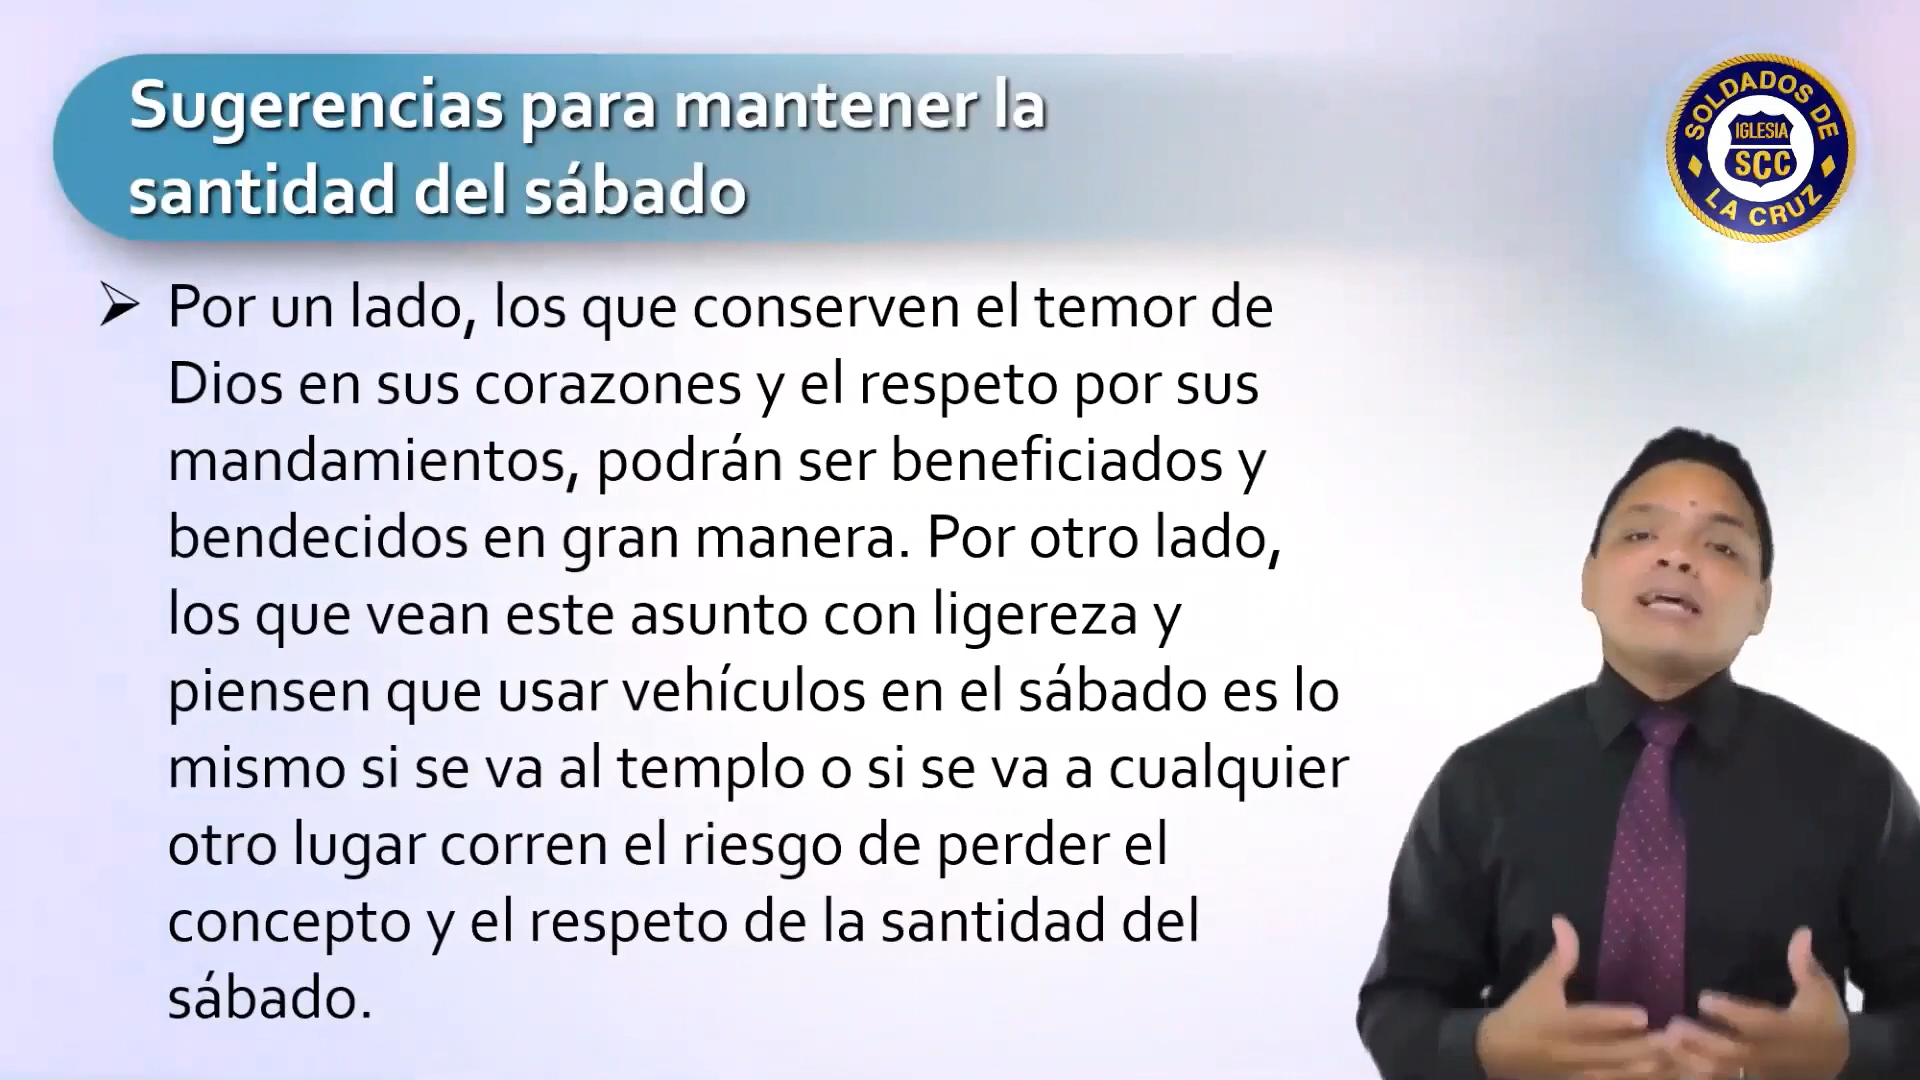 Sugerencias para mantener la
santidad del sábado
SOLDADOS DE
IGLESIA
SCC
LA CRUZ
Por un lado, los que conserven el temor de
Dios en sus corazones y el respeto por sus
mandamientos, podrán ser beneficiados y
bendecidos en gran manera. Por otro lado,
los que vean este asunto con ligereza y
piensen que usar vehículos en el sábado es lo
mismo si se va al templo o si se va a cualquier
otro lugar corren el riesgo de perder el
concepto y el respeto de la santidad del
sábado.